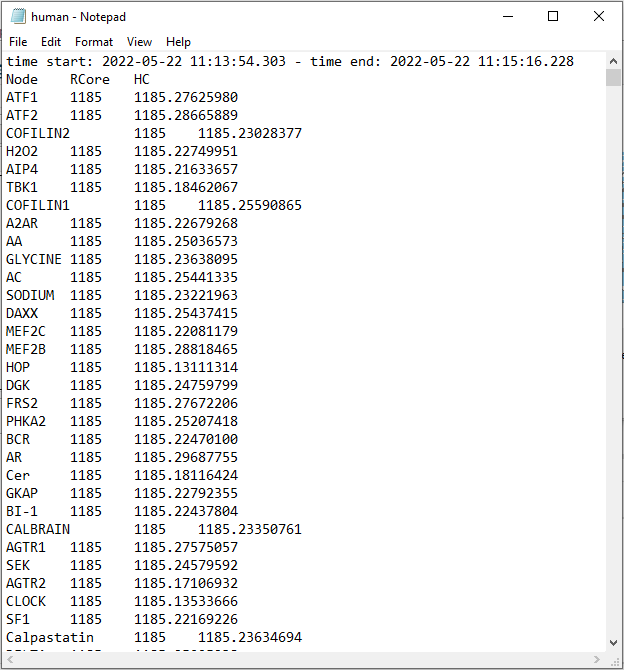 human - Notepad
File Edit Format View Help
time start: 2022-05-22 11:13:54.303 - time end: 2022-05-22 11:15:16.228
Node RCore HC
ATF1 1185 1185.27625980
ATF2 1185 1185.28665889
COFILIN2 1185 1185.23028377
H2O2 1185 1185.22749951
AIP4 1185 1185.21633657
TBK1 1185 1185.18462067
COFILIN1 1185 1185.25590865
A2AR 1185 1185.22679268
AA 1185 1185.25036573
GLYCINE 1185 1185.23638095
AC 1185 1185.25441335
SODIUM 1185 1185.23221963
DAXX 1185 1185.25437415
MEF2C 1185 1185.22081179
MEF2B 1185 1185.28818465
HOP 1185 1185.13111314
DGK 1185 1185.24759799
FRS2 1185 1185.27672206
PHKA2 1185 1185.25207418
BCR 1185 1185.22470100
AR 1185 1185.29687755
Cer 1185 1185.18116424
GKAP 1185 1185.22792355
BI-1 1185 1185.22437804
CALBRAIN 1185 1185.23350761
AGTR1 1185 1185.27575057
SEK 1185 1185.24579592
AGTR2 1185 1185.17106932
CLOCK 1185 1185.13533666
SF1 1185 1185.22169226
Calpastatin 1185 1185.23634694